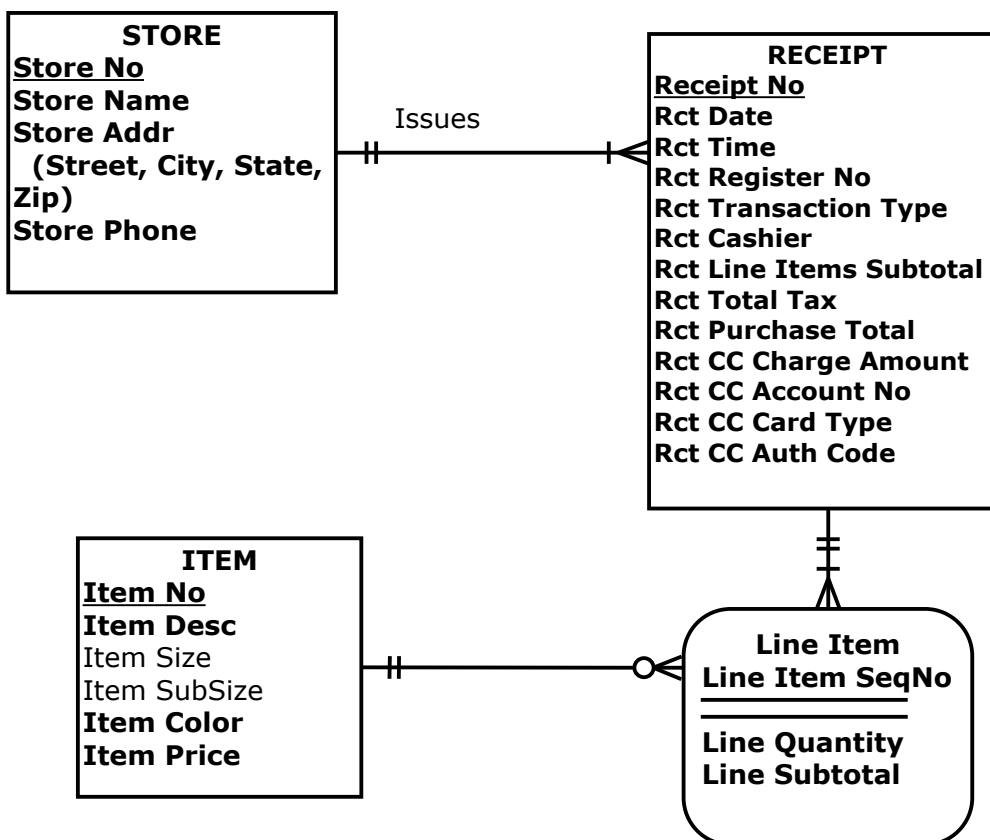 STORE
Store No
Store Name
Store Addr
(Street, City, State,
Zip)
Store Phone
Issues
RECEIPT
Receipt No
Rct Date
Rct Time
Rct Register No
Rct Transaction Type
Rct Cashier
Rct Line Items Subtotal
Rct Total Tax
Rct Purchase Total
Rct CC Charge Amount
Rct CC Account No
Rct CC Card Type
Rct CC Auth Code
ITEM
Item No
Item Desc
Item Size
Item SubSize
Item Color
Item Price
Line Item
Line Item SeqNo
Line Quantity
Line Subtotal